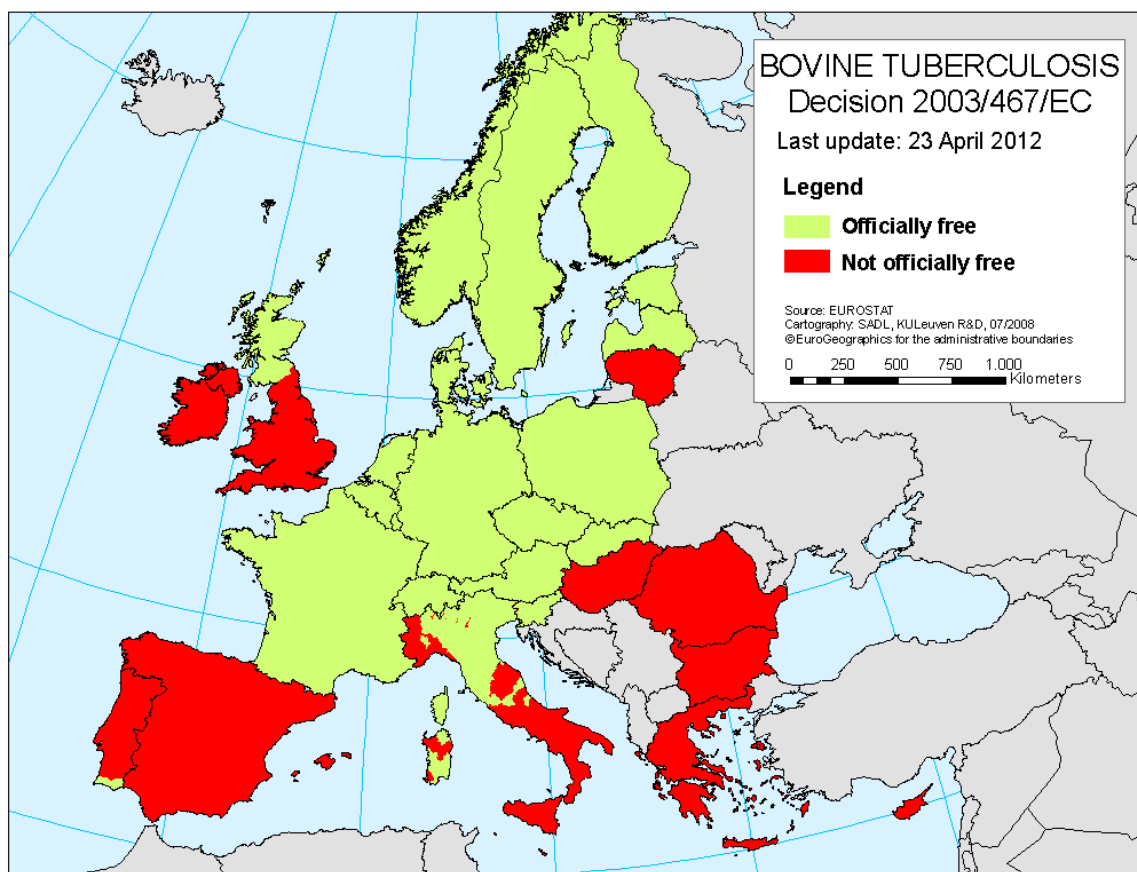 BOVINE TUBERCULOSIS
Decision 2003/467/EC
Last update: 23 April 2012
Legend
Officially free
Not officially free
Source: EUROSTAT
Cartography: SADL, KULeuven R&D, 07/2008
©EuroGeographics for the administrative boundaries
0 250 500 750 1.000
Kilometers